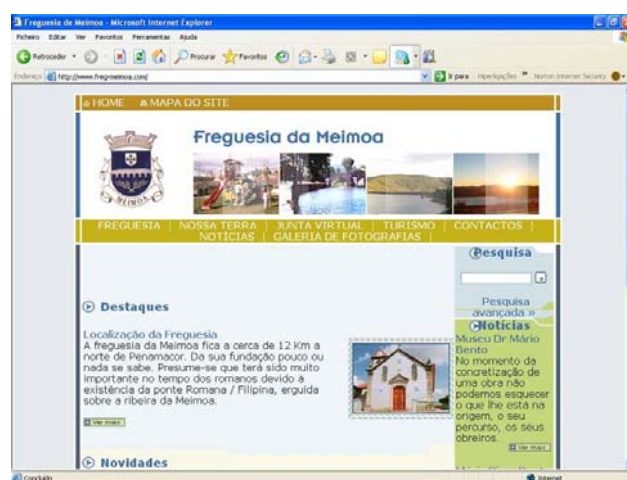 Freguesia de Meimoa - Microsoft Internet Explorer
Ficheiro Editar Ver Favoritos Ferramentas Ajuda
Retroceder Procurar Favoritos
Endereço http://www.freg-meimoa.com/ Ir para Hiperligações » Norton Internet Security
HOME MAPA DO SITE
MEIMOA
Freguesia da Meimoa
FREGUESIA | NOSSA TERRA | JUNTA VIRTUAL | TURISMO | CONTACTOS |
NOTÍCIAS | GALERIA DE FOTOGRAFIAS |
Pesquisa
Pesquisa
avançada »
Destaques
Localização da Freguesia
A freguesia da Meimoa fica a cerca de 12 Km a
norte de Penamacor. Da sua fundação pouco ou
nada se sabe. Presume-se que terá sido muito
importante no tempo dos romanos devido à
existência da ponte Romana / Filipina, erguida
sobre a ribeira da Meimoa.
Ver mais
Notícias
Museu Dr Mário
Bento
No momento da
concretização de
uma obra não
podemos esquecer
o que lhe está na
origem, o seu
percurso, os seus
obreiros.
Ver mais
Novidades
Concluído Internet